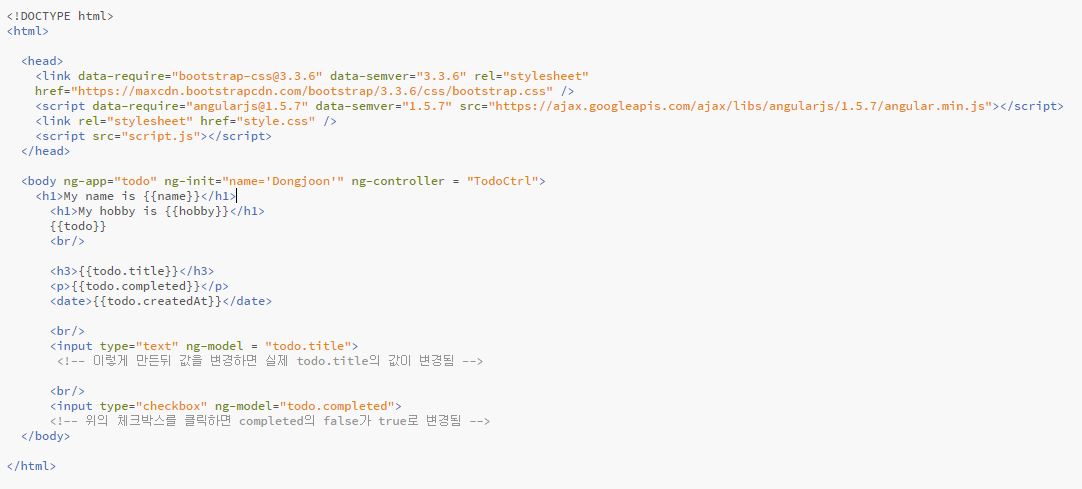 <!DOCTYPE html>
<html>
<head>
<link data-require="bootstrap-css@3.3.6" data-semver="3.3.6" rel="stylesheet"
href="https://maxcdn.bootstrapcdn.com/bootstrap/3.3.6/css/bootstrap.css" />
<script data-require="angularjs@1.5.7" data-semver="1.5.7" src="https://ajax.googleapis.com/ajax/libs/angularjs/1.5.7/angular.min.js"></script>
<link rel="stylesheet" href="style.css" />
<script src="script.js"></script>
</head>
<body ng-app="todo" ng-init="name='Dongjoon'" ng-controller = "TodoCtrl">
<h1>My name is {{name}}</h1>
<h1>My hobby is {{hobby}}</h1>
{{todo}}
<br/>
<h3>{{todo.title}}</h3>
<p>{{todo.completed}}</p>
<date>{{todo.createdAt}}</date>
<br/>
<input type="text" ng-model = "todo.title">
<!-- 이렇게 만든뒤 값을 변경하면 실제 todo.title의 값이 변경됨 -->
<br/>
<input type="checkbox" ng-model="todo.completed">
<!-- 위의 체크박스를 클릭하면 completed의 false가 true로 변경됨 -->
</body>
</html>